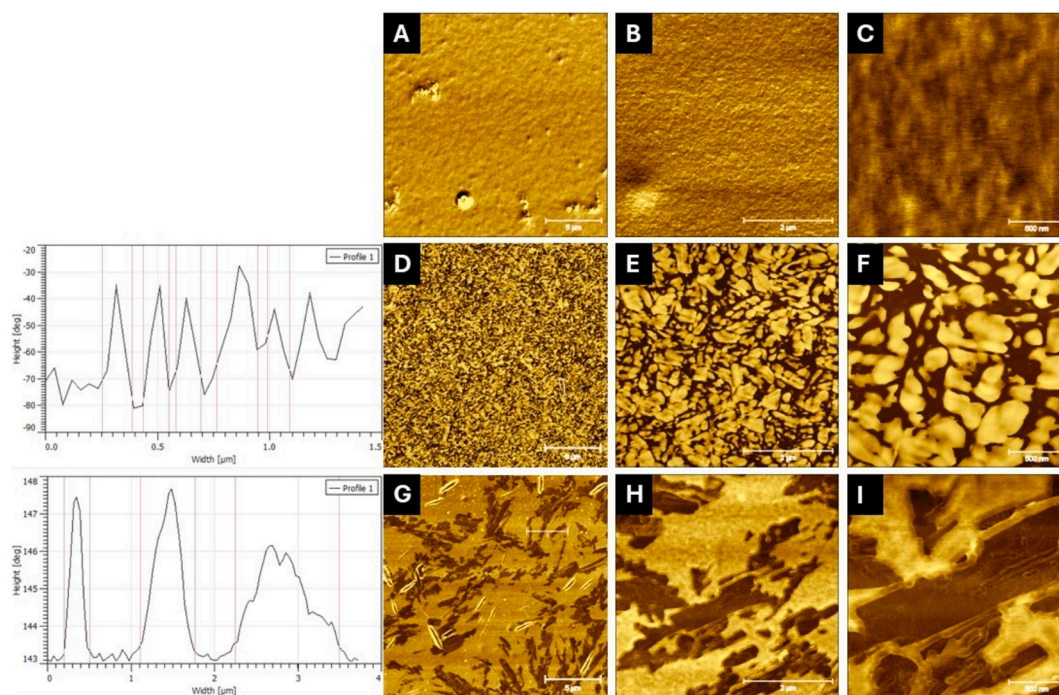 A
B
C
5 µm
2 µm
500 nm
-20
-30
-40
-50
-60
-70
-80
-90
Height [deg]
Profile 1
0.0
0.5
1.0
1.5
Width [µm]
D
E
F
5 µm
2 µm
500 nm
148
147
146
145
144
143
Height [deg]
Profile 1
0
1
2
3
4
Width [µm]
G
H
I
5 µm
2 µm
500 nm